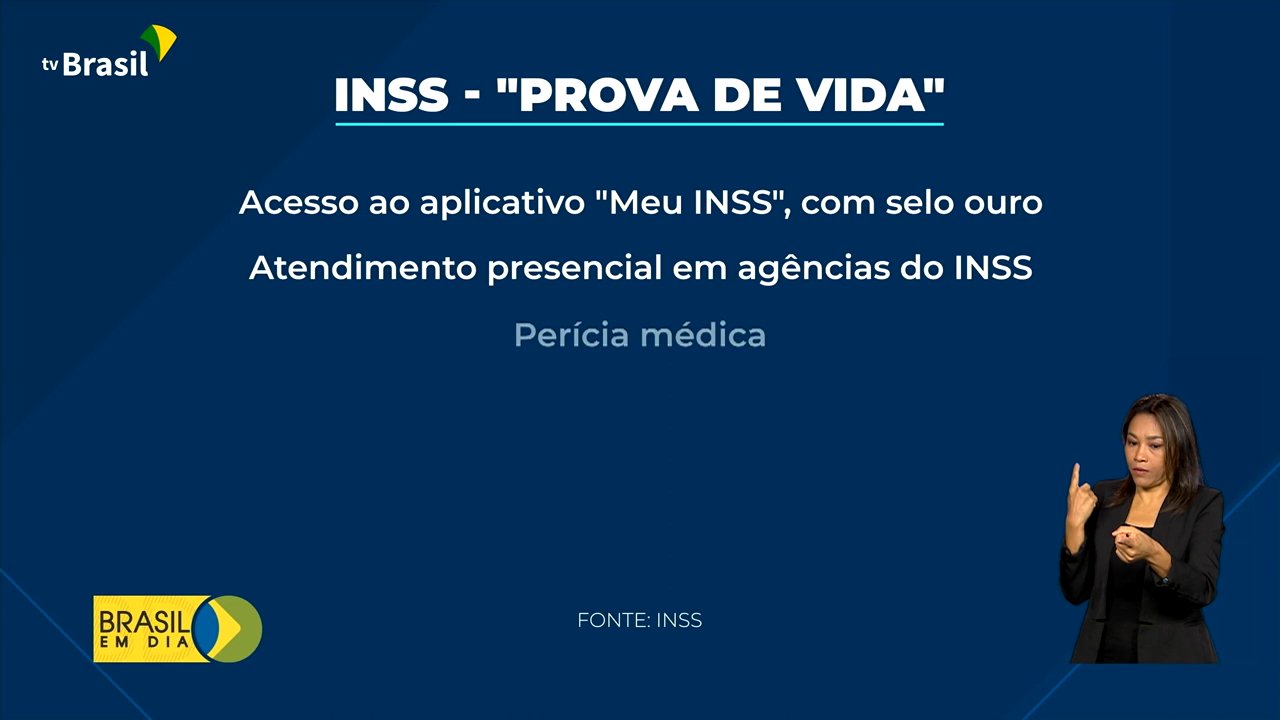 tv Brasil
INSS - "PROVA DE VIDA"
Acesso ao aplicativo "Meu INSS", com selo ouro
Atendimento presencial em agências do INSS
Perícia médica
BRASIL
EM DIA
FONTE: INSS